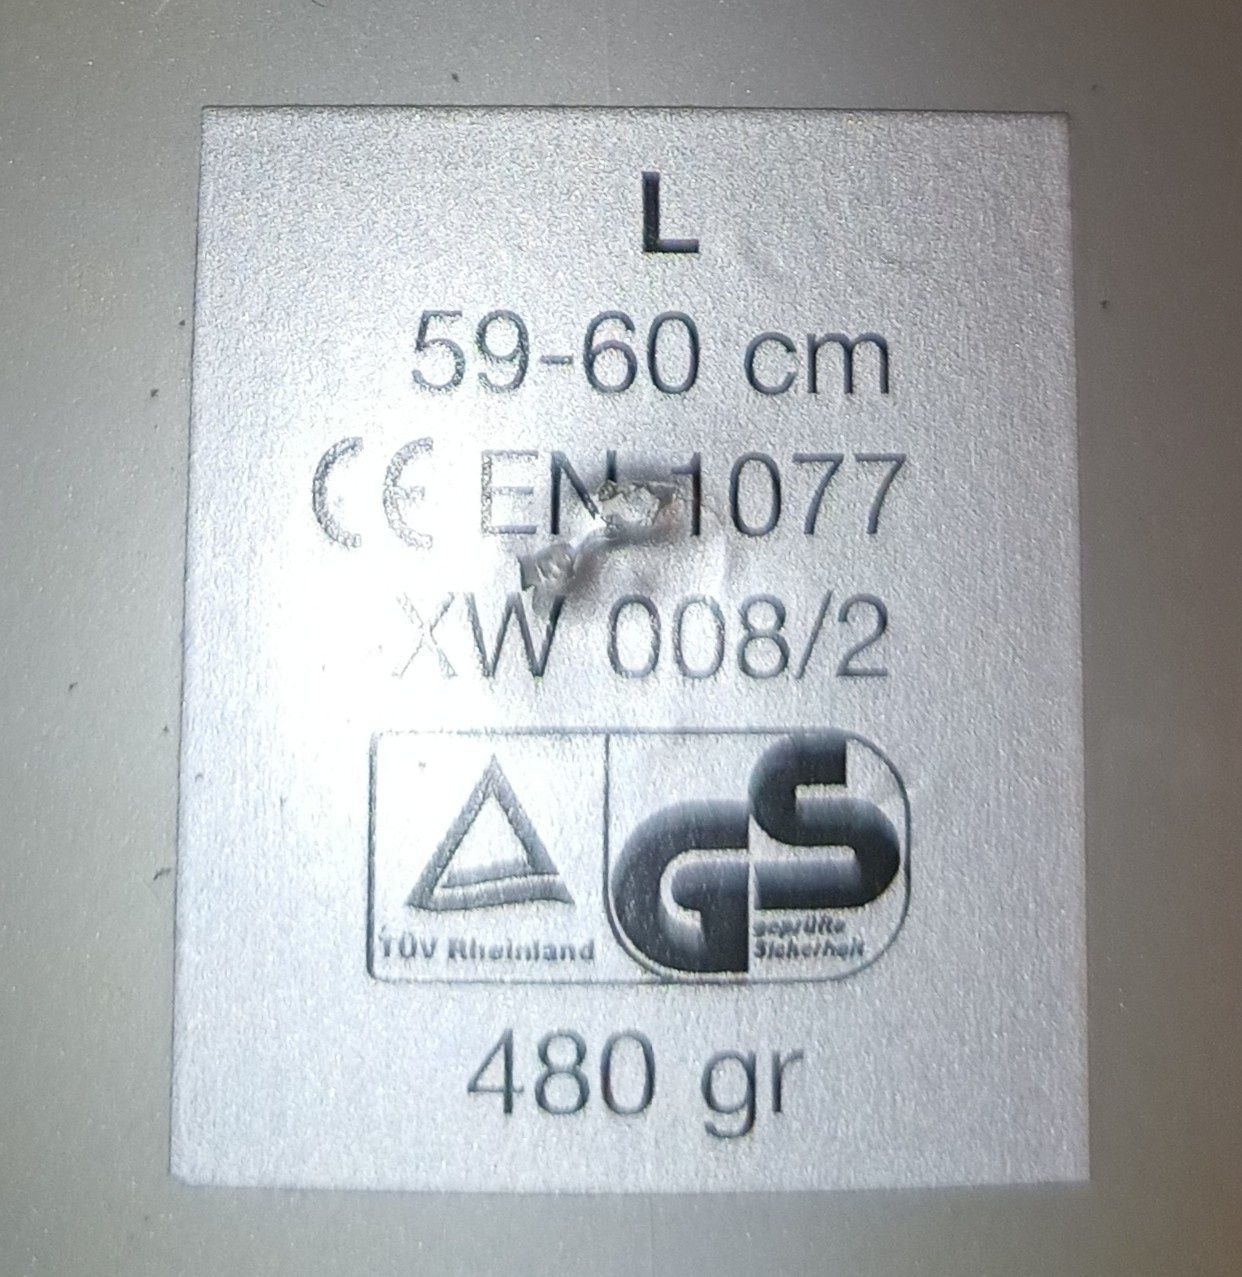 L
59-60 cm
CE EN 1077
XW 008/2
TÜV Rheinland
GS
geprüfte
Sicherheit
480 gr